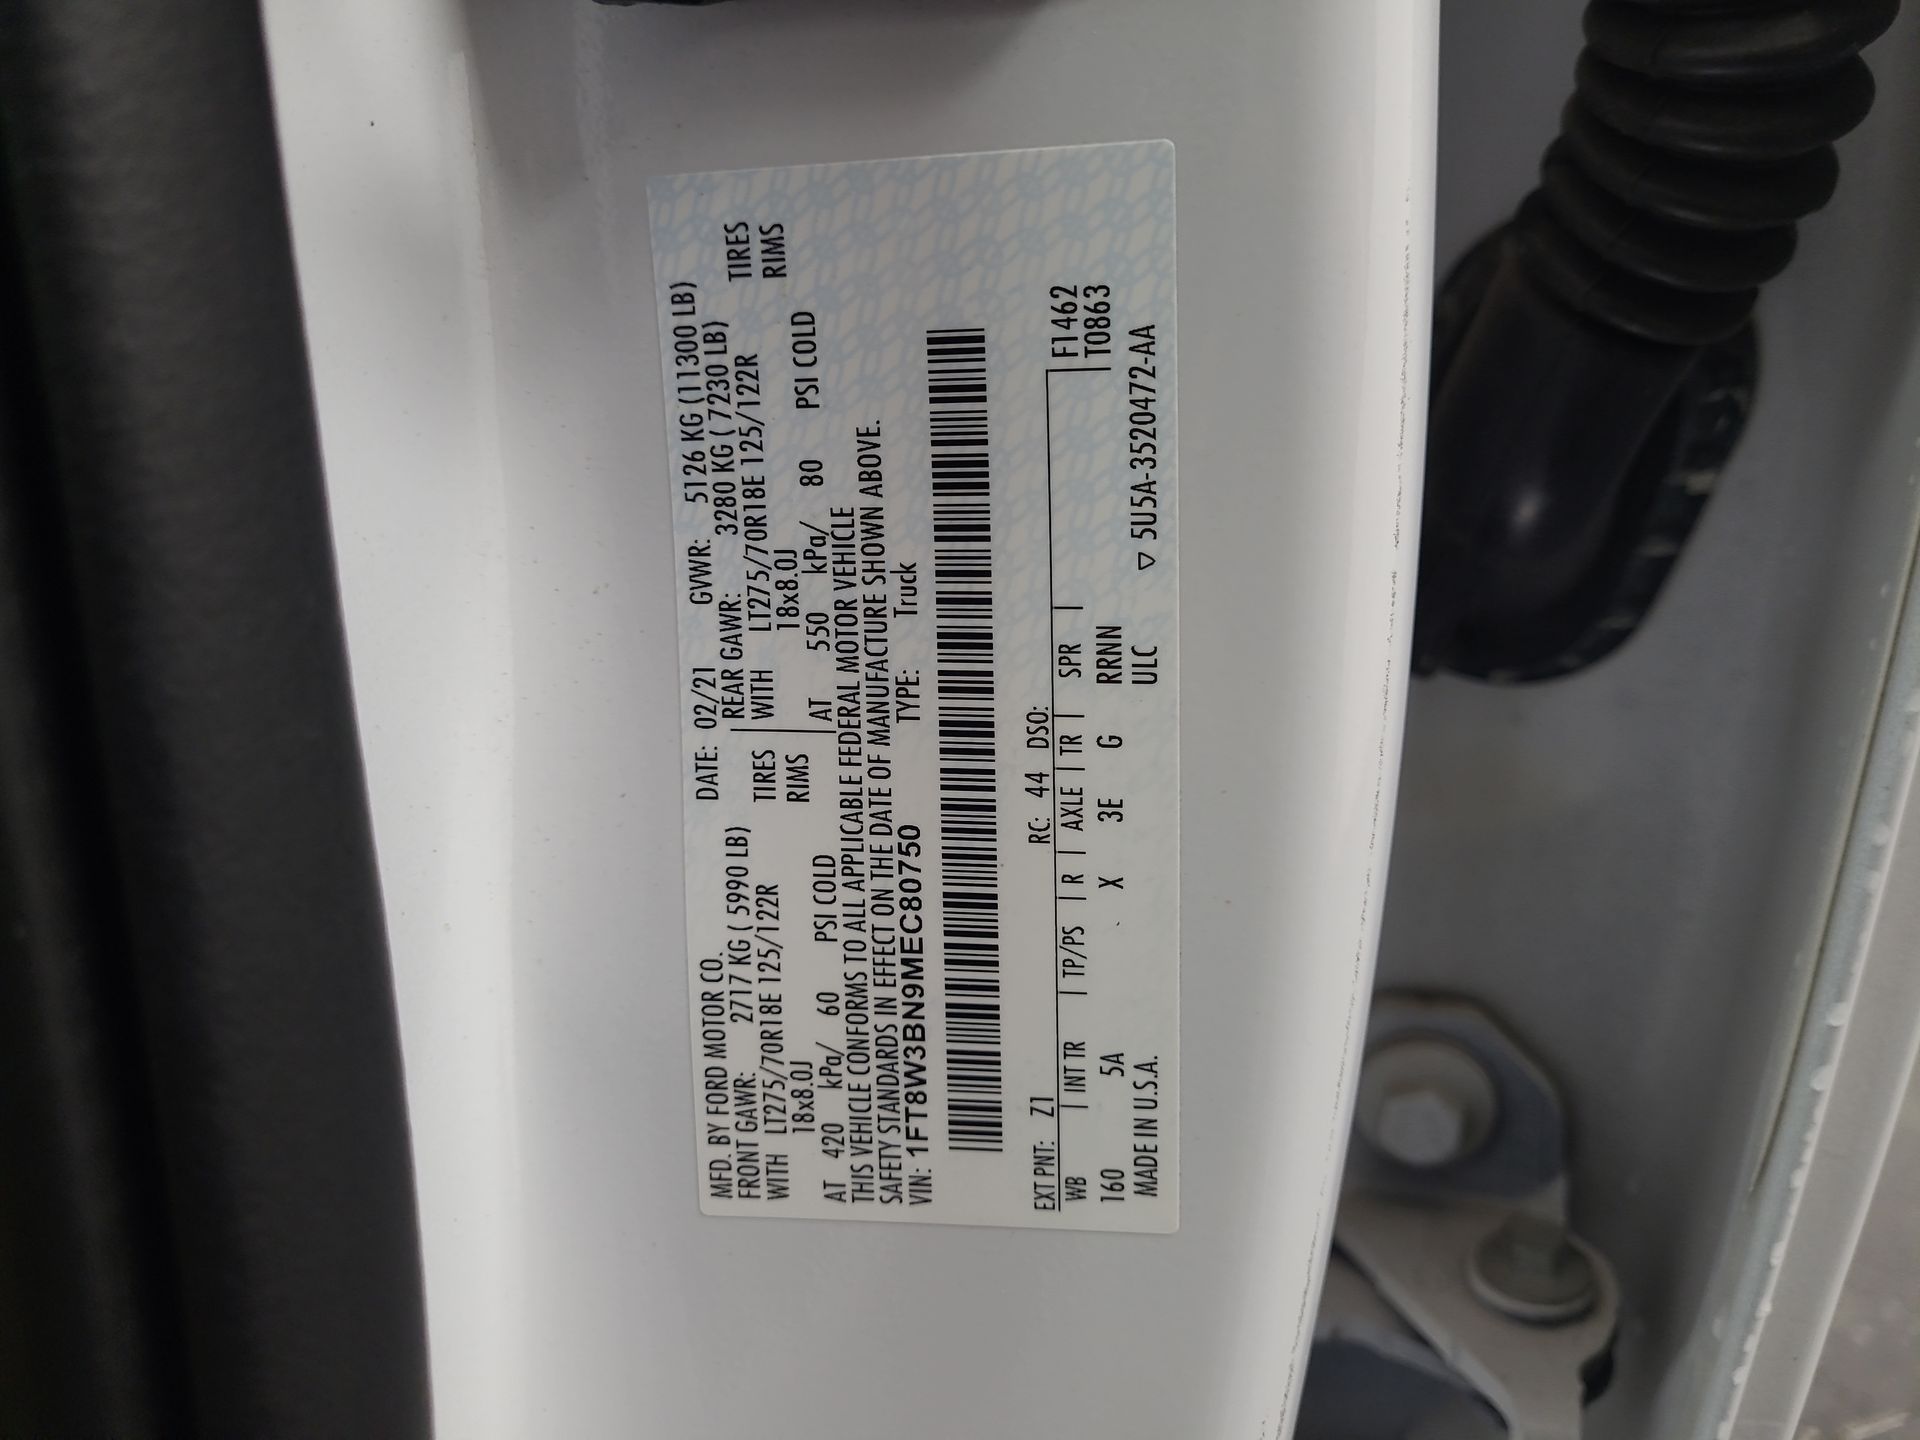 MFD. BY FORD MOTOR CO. DATE: 02/21 GVWR: 5126 KG (11300 LB)
FRONT GAWR: 2717 KG ( 5990 LB) REAR GAWR: 3280 KG ( 7230 LB)
WITH LT275/70R18E 125/122R TIRES WITH LT275/70R18E 125/122R TIRES
18x8.0J RIMS 18x8.0J RIMS
AT 420 kPa/ 60 PSI COLD AT 550 kPa/ 80 PSI COLD
THIS VEHICLE CONFORMS TO ALL APPLICABLE FEDERAL MOTOR VEHICLE
SAFETY STANDARDS IN EFFECT ON THE DATE OF MANUFACTURE SHOWN ABOVE.
VIN: 1FT8W3BN9MEC80750 TYPE: Truck
EXT PNT: Z1 RC: 44 DSO: F1462
WB | INT TR | TP/PS | R | AXLE | TR | SPR | T0863
160 5A X 3E G RRNN
MADE IN U.S.A. ULC ▽ 5U5A-3520472-AA